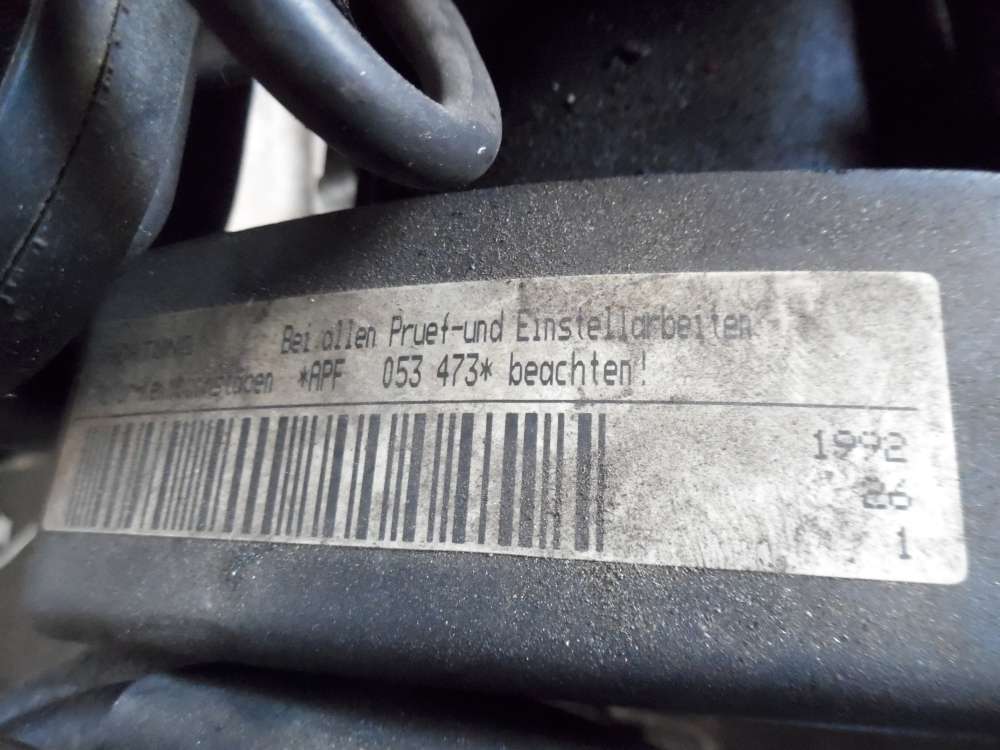 Bei allen Pruef-und Einstellarbeiten
*APF 053 473* beachten!
1992
26
1